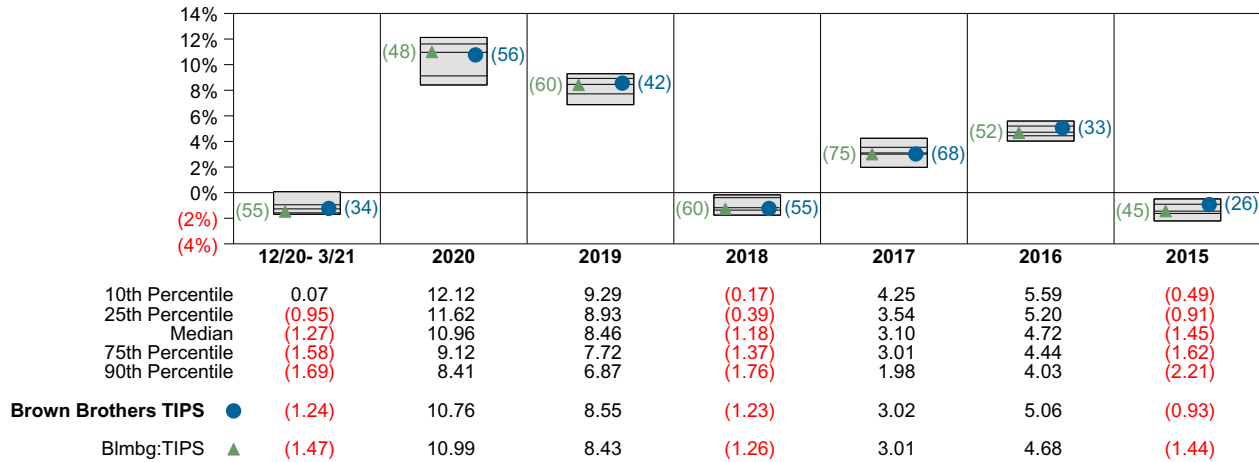 14%
12%
10%
8%
6%
4%
2%
0%
(2%)
(4%)
(55) (34) (48) (56) (60) (42) (60) (55) (75) (68) (52) (33) (45) (26)
12/20- 3/21 2020 2019 2018 2017 2016 2015
10th Percentile 0.07 12.12 9.29 (0.17) 4.25 5.59 (0.49)
25th Percentile (0.95) 11.62 8.93 (0.39) 3.54 5.20 (0.91)
Median (1.27) 10.96 8.46 (1.18) 3.10 4.72 (1.45)
75th Percentile (1.58) 9.12 7.72 (1.37) 3.01 4.44 (1.62)
90th Percentile (1.69) 8.41 6.87 (1.76) 1.98 4.03 (2.21)
Brown Brothers TIPS (1.24) 10.76 8.55 (1.23) 3.02 5.06 (0.93)
Blmbg:TIPS (1.47) 10.99 8.43 (1.26) 3.01 4.68 (1.44)